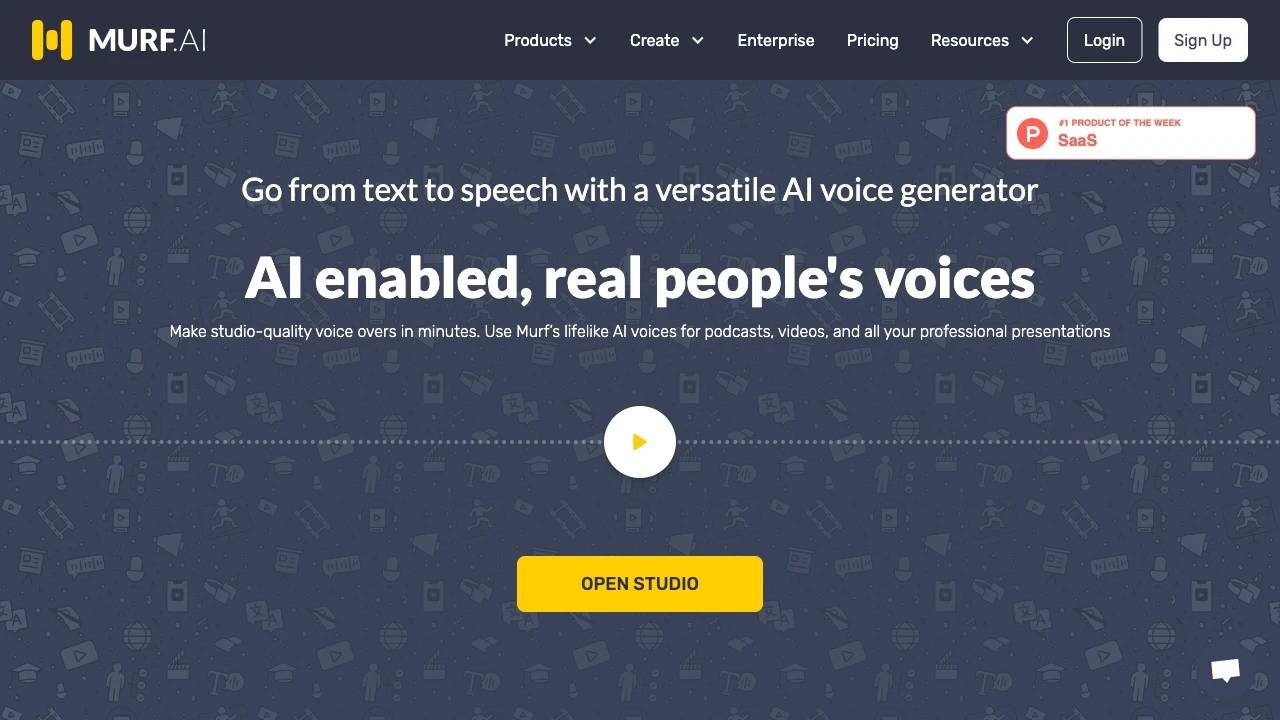 MURF.AI
Products
Create
Enterprise
Pricing
Resources
Login
Sign Up
P
#1 PRODUCT OF THE WEEK
SaaS
Go from text to speech with a versatile AI voice generator
AI enabled, real people's voices
Make studio-quality voice overs in minutes. Use Murf's lifelike AI voices for podcasts, videos, and all your professional presentations
OPEN STUDIO